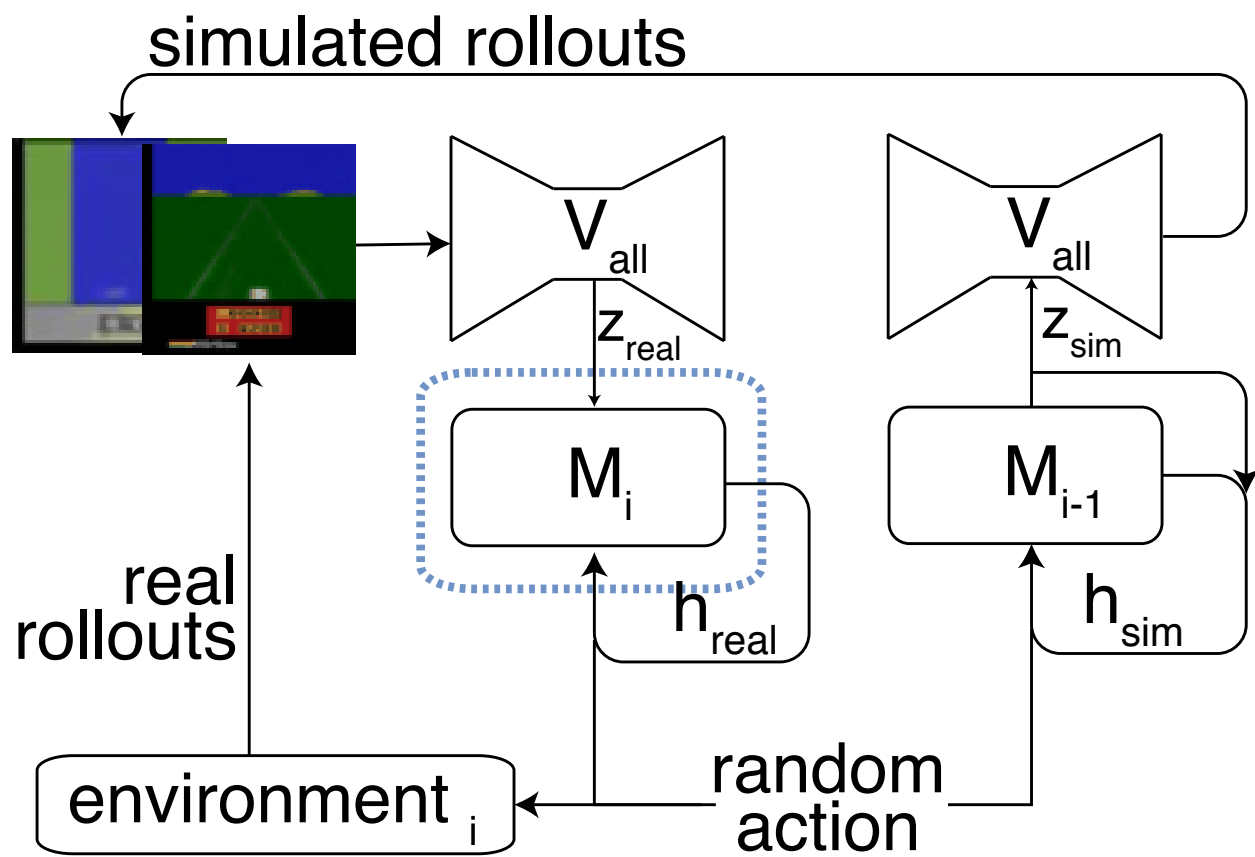 simulated rollouts
V all
V all
z real
z sim
M i
M i-1
real
rollouts
h real
h sim
environment i
random
action